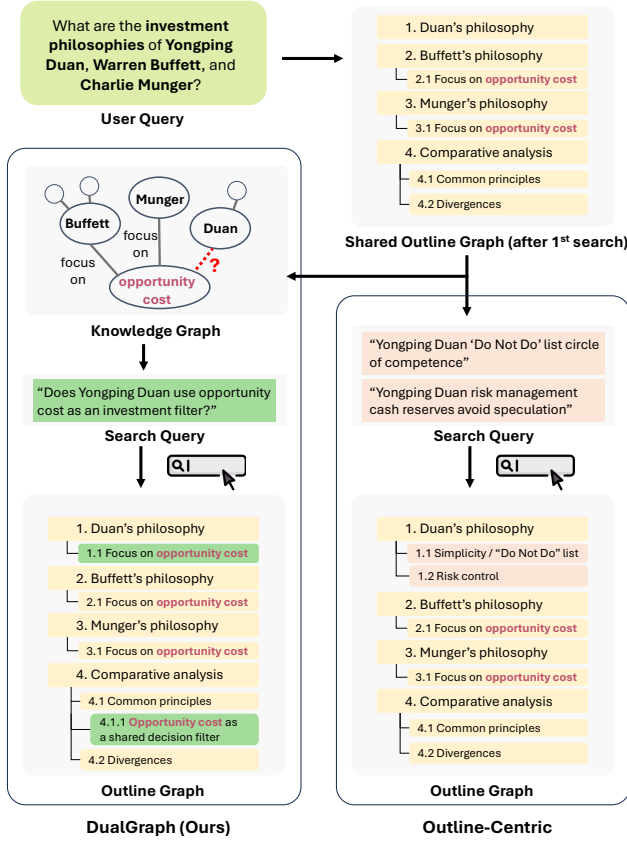 What are the investment
philosophies of Yongping
Duan, Warren Buffett, and
Charlie Munger?
User Query
1. Duan's philosophy
2. Buffett's philosophy
2.1 Focus on opportunity cost
3. Munger's philosophy
3.1 Focus on opportunity cost
4. Comparative analysis
4.1 Common principles
4.2 Divergences
Shared Outline Graph (after 1st search)
Buffett
Munger
Duan
focus
on
focus
on
?
opportunity
cost
Knowledge Graph
"Does Yongping Duan use opportunity
cost as an investment filter?"
Search Query
1. Duan's philosophy
1.1 Focus on opportunity cost
2. Buffett's philosophy
2.1 Focus on opportunity cost
3. Munger's philosophy
3.1 Focus on opportunity cost
4. Comparative analysis
4.1 Common principles
4.1.1 Opportunity cost as
a shared decision filter
4.2 Divergences
Outline Graph
DualGraph (Ours)
"Yongping Duan 'Do Not Do' list circle
of competence"
"Yongping Duan risk management
cash reserves avoid speculation"
Search Query
1. Duan's philosophy
1.1 Simplicity / "Do Not Do" list
1.2 Risk control
2. Buffett's philosophy
2.1 Focus on opportunity cost
3. Munger's philosophy
3.1 Focus on opportunity cost
4. Comparative analysis
4.1 Common principles
4.2 Divergences
Outline Graph
Outline-Centric